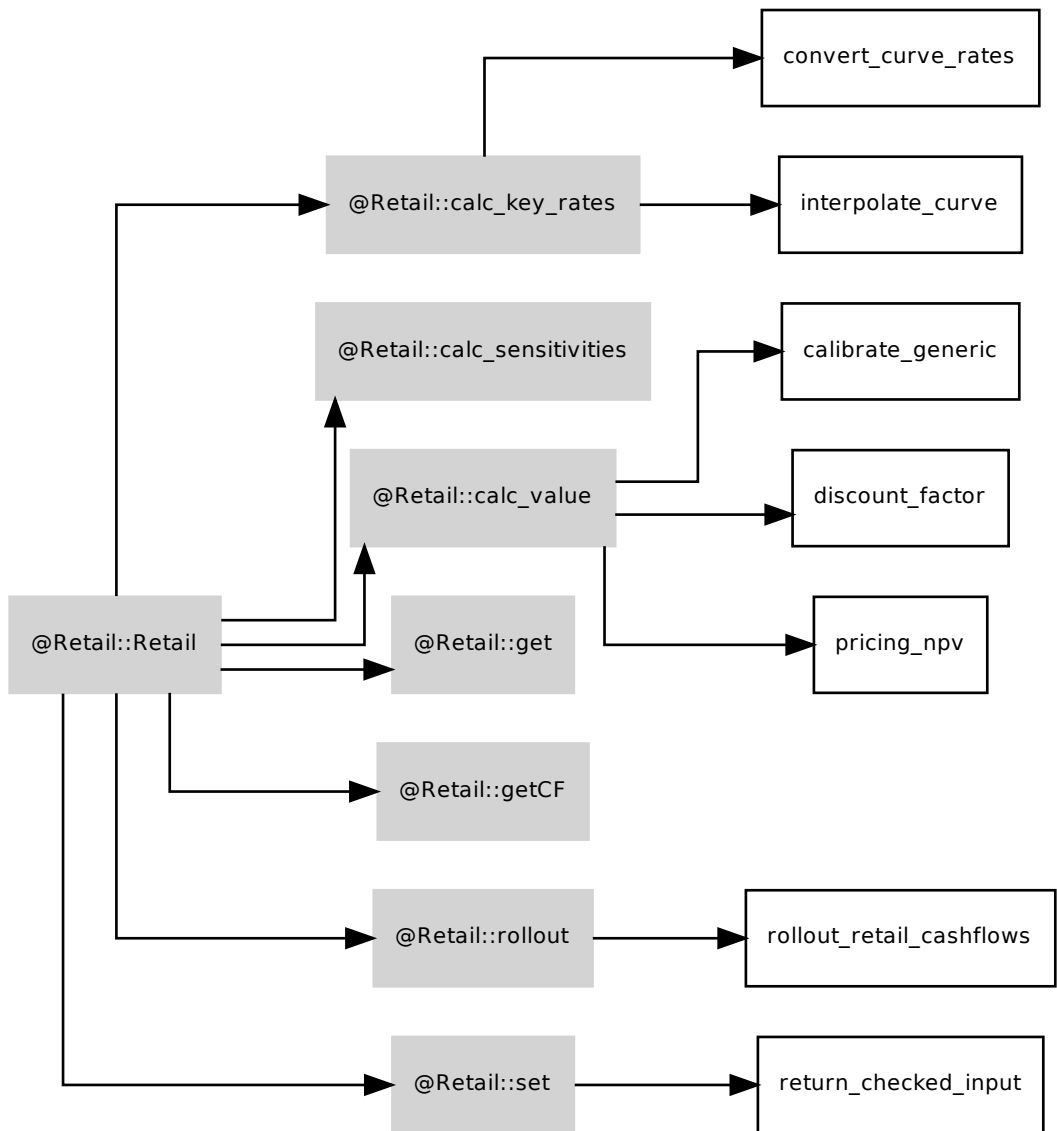 convert_curve_rates
@Retail::calc_key_rates
interpolate_curve
@Retail::calc_sensitivities
calibrate_generic
@Retail::calc_value
discount_factor
@Retail::Retail
@Retail::get
pricing_npv
@Retail::getCF
@Retail::rollout
rollout_retail_cashflows
@Retail::set
return_checked_input